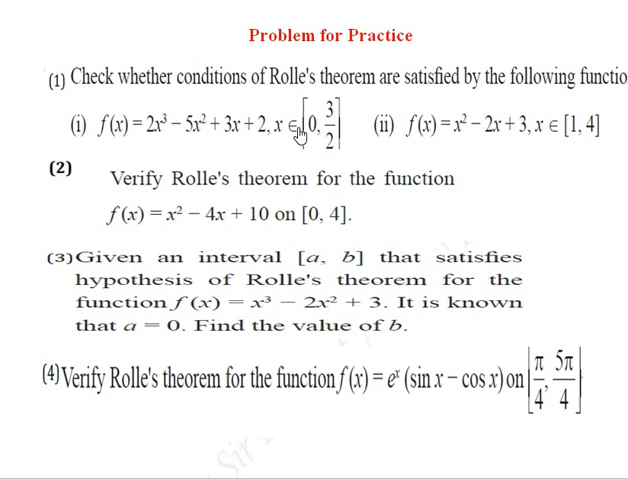 Problem for Practice
(1) Check whether conditions of Rolle's theorem are satisfied by the following functio
(i) f(x) = 2x³ − 5x² + 3x + 2, x ∈ [0, 3/2] (ii) f(x) = x² − 2x + 3, x ∈ [1, 4]
(2) Verify Rolle's theorem for the function
f(x) = x² − 4x + 10 on [0, 4].
(3) Given an interval [a, b] that satisfies
hypothesis of Rolle's theorem for the
function f(x) = x³ − 2x² + 3. It is known
that a = 0. Find the value of b.
(4) Verify Rolle's theorem for the function f(x) = eˣ (sin x − cos x) on [π/4, 5π/4]
Sir